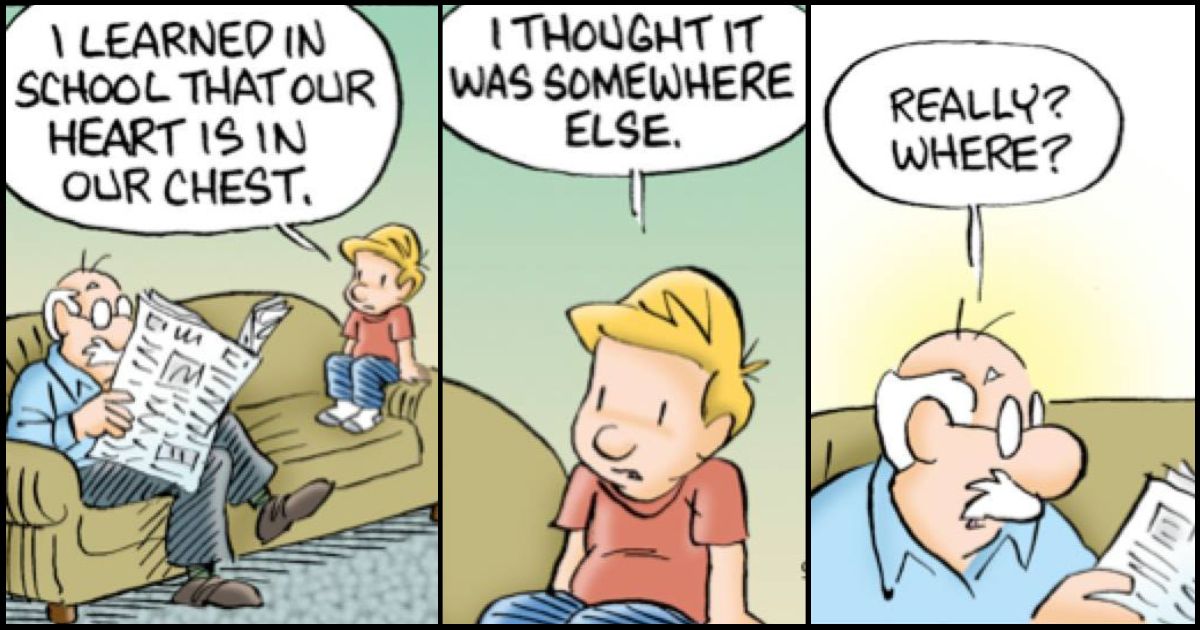 I LEARNED IN
SCHOOL THAT OUR
HEART IS IN
OUR CHEST.
I THOUGHT IT
WAS SOMEWHERE
ELSE.
REALLY?
WHERE?